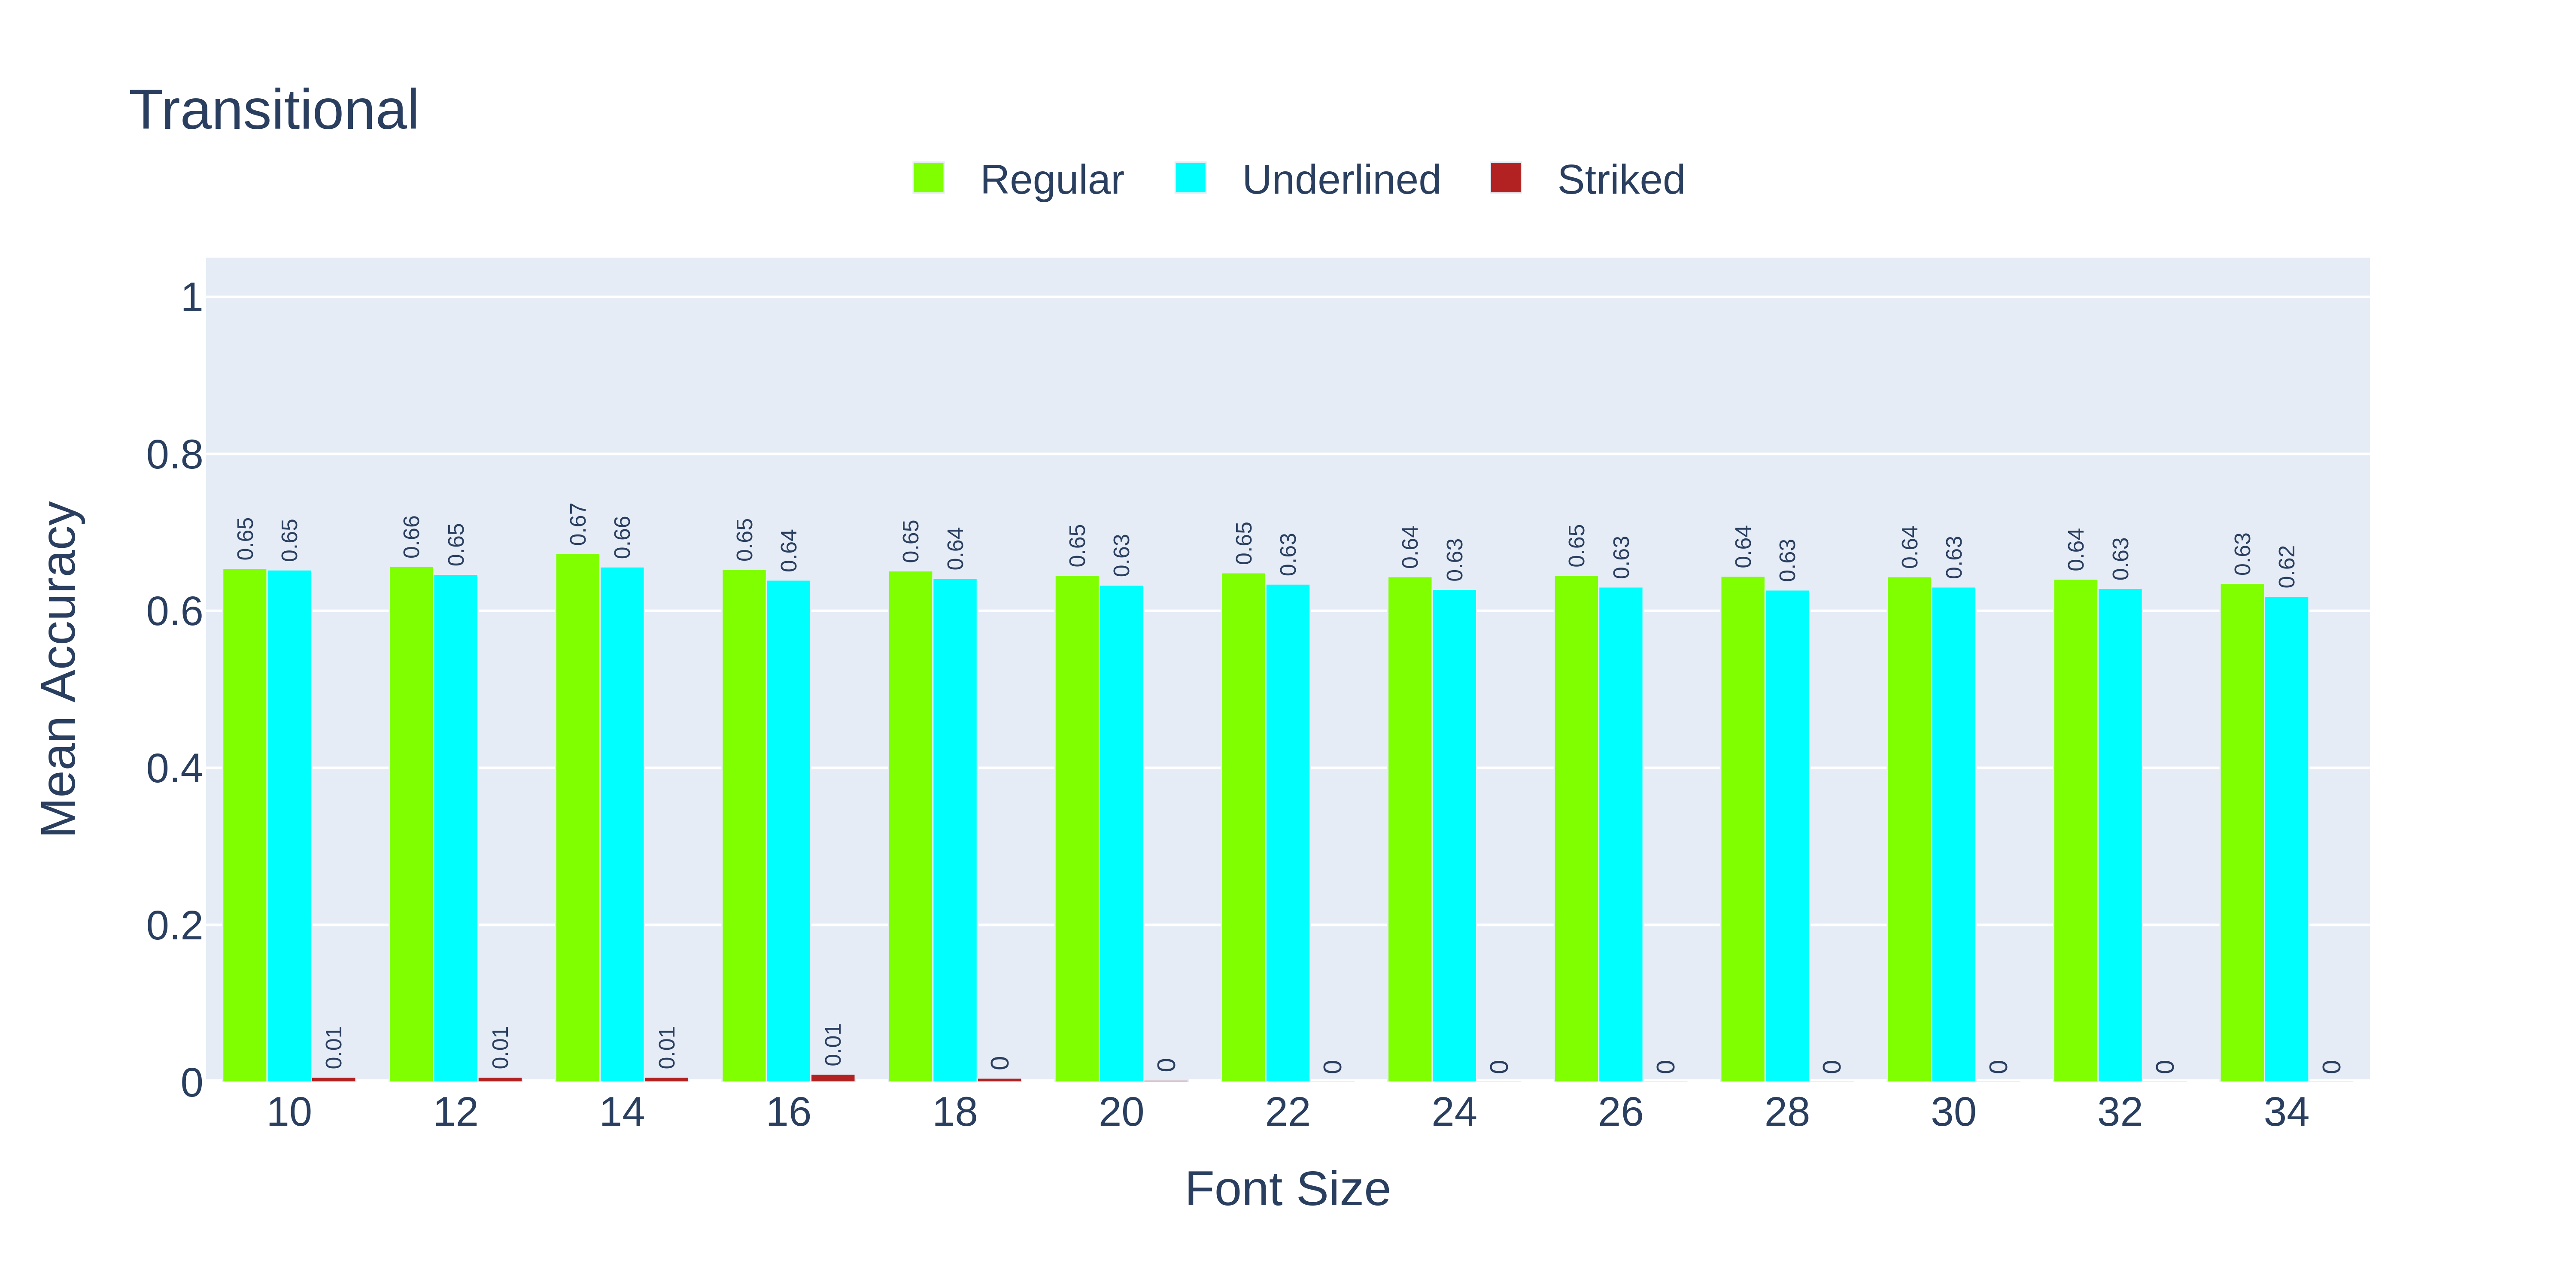 Transitional
Regular Underlined Striked
Mean Accuracy
1
0.8
0.6
0.4
0.2
0
0.65 0.65 0.01
0.66 0.65 0.01
0.67 0.66 0.01
0.65 0.64 0.01
0.65 0.64 0
0.65 0.63 0
0.65 0.63 0
0.64 0.63 0
0.65 0.63 0
0.64 0.63 0
0.64 0.63 0
0.64 0.63 0
0.63 0.62 0
10 12 14 16 18 20 22 24 26 28 30 32 34
Font Size